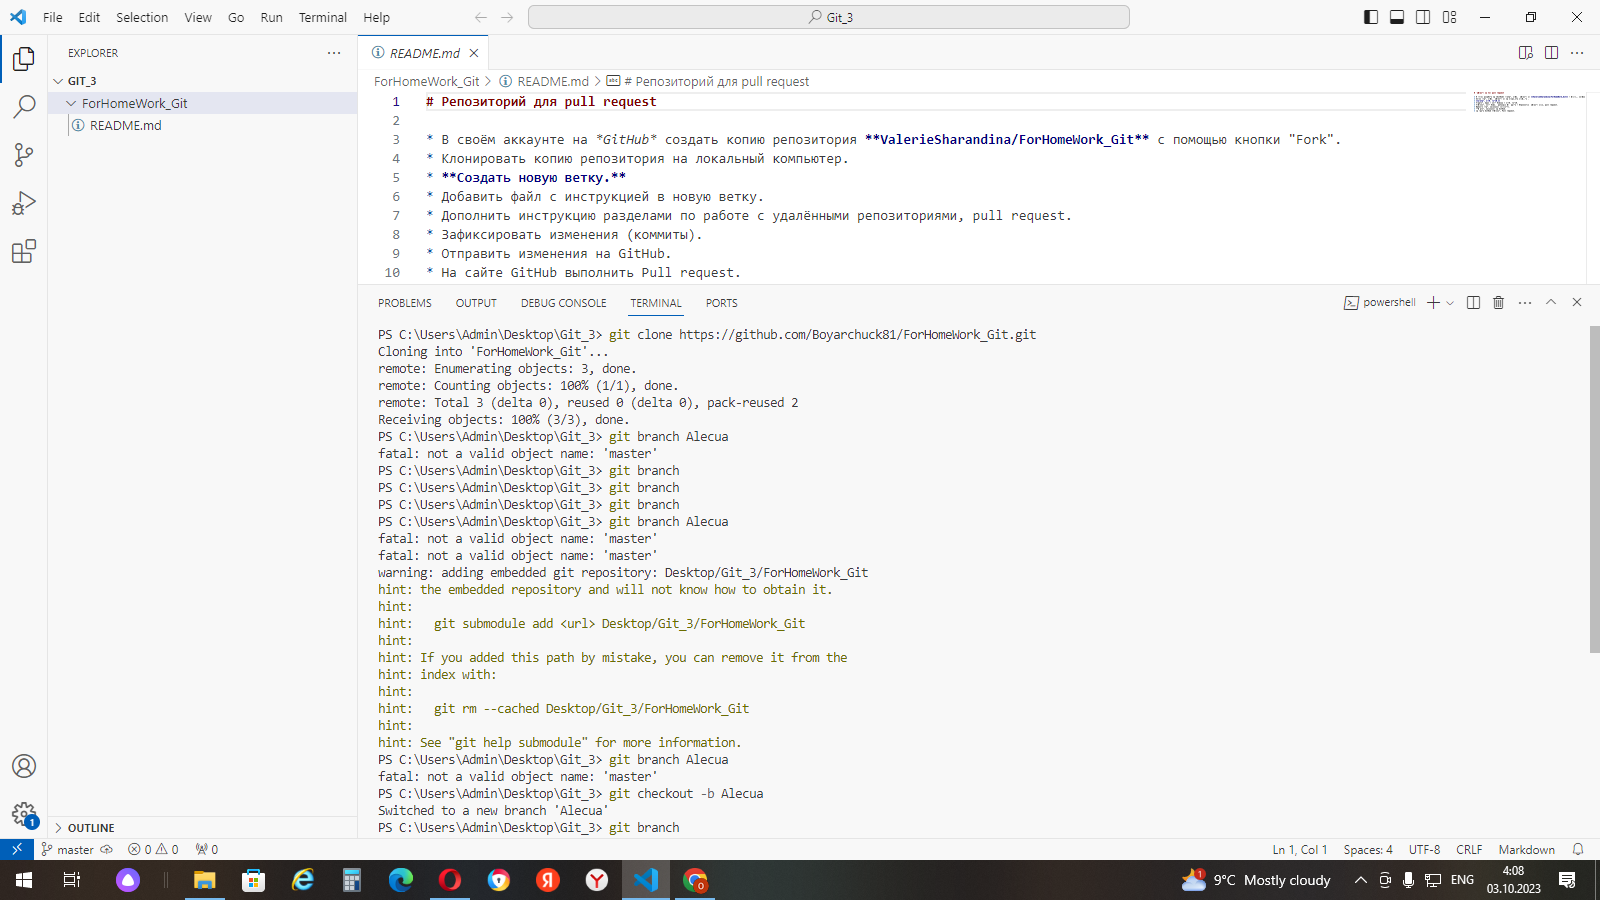 File Edit Selection View Go Run Terminal Help
Git_3
EXPLORER
GIT_3
ForHomeWork_Git
README.md
OUTLINE
README.md
ForHomeWork_Git > README.md > # Репозиторий для pull request
1 # Репозиторий для pull request
2
3 * В своём аккаунте на *GitHub* создать копию репозитория **ValerieSharandina/ForHomeWork_Git** с помощью кнопки "Fork".
4 * Клонировать копию репозитория на локальный компьютер.
5 * **Создать новую ветку.**
6 * Добавить файл с инструкцией в новую ветку.
7 * Дополнить инструкцию разделами по работе с удалёнными репозиториями, pull request.
8 * Зафиксировать изменения (коммиты).
9 * Отправить изменения на GitHub.
10 * На сайте GitHub выполнить Pull request.
PROBLEMS OUTPUT DEBUG CONSOLE TERMINAL PORTS
powershell
PS C:\Users\Admin\Desktop\Git_3> git clone https://github.com/Boyarchuck81/ForHomeWork_Git.git
Cloning into 'ForHomeWork_Git'...
remote: Enumerating objects: 3, done.
remote: Counting objects: 100% (1/1), done.
remote: Total 3 (delta 0), reused 0 (delta 0), pack-reused 2
Receiving objects: 100% (3/3), done.
PS C:\Users\Admin\Desktop\Git_3> git branch Alecua
fatal: not a valid object name: 'master'
PS C:\Users\Admin\Desktop\Git_3> git branch
PS C:\Users\Admin\Desktop\Git_3> git branch
PS C:\Users\Admin\Desktop\Git_3> git branch
PS C:\Users\Admin\Desktop\Git_3> git branch Alecua
fatal: not a valid object name: 'master'
fatal: not a valid object name: 'master'
warning: adding embedded git repository: Desktop/Git_3/ForHomeWork_Git
hint: the embedded repository and will not know how to obtain it.
hint:
hint:   git submodule add <url> Desktop/Git_3/ForHomeWork_Git
hint:
hint: If you added this path by mistake, you can remove it from the
hint: index with:
hint:
hint:   git rm --cached Desktop/Git_3/ForHomeWork_Git
hint:
hint: See "git help submodule" for more information.
PS C:\Users\Admin\Desktop\Git_3> git branch Alecua
fatal: not a valid object name: 'master'
PS C:\Users\Admin\Desktop\Git_3> git checkout -b Alecua
Switched to a new branch 'Alecua'
PS C:\Users\Admin\Desktop\Git_3> git branch
1
master 0 0 0
Ln 1, Col 1 Spaces: 4 UTF-8 CRLF Markdown
1 9°C Mostly cloudy ENG
4:08
03.10.2023